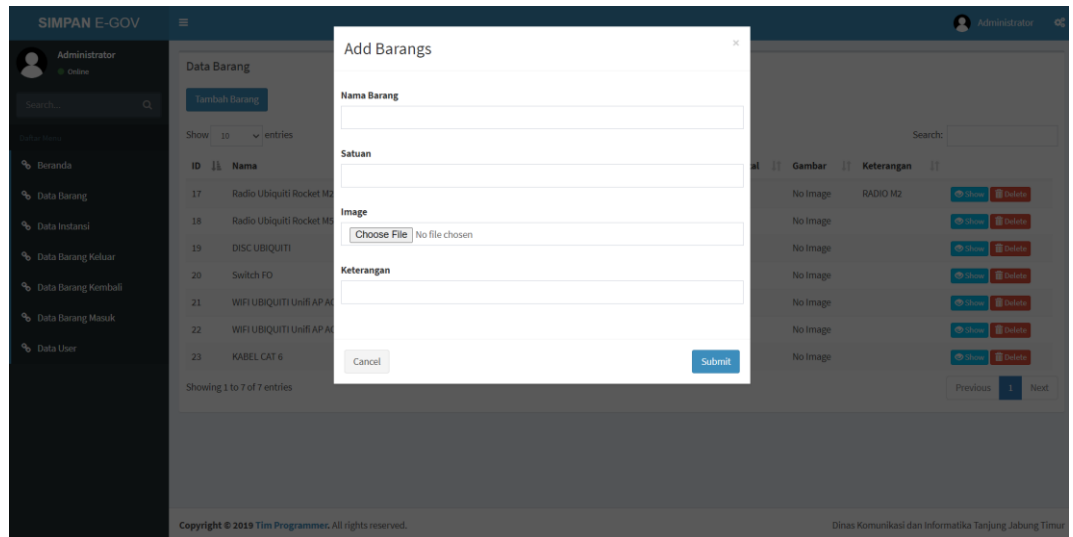 SIMPAN E-GOV
Administrator
Administrator
Online
Search...
Daftar Menu
Beranda
Data Barang
Data Instansi
Data Barang Keluar
Data Barang Kembali
Data Barang Masuk
Data User
Data Barang
Tambah Barang
Show 10 entries
Search:
ID Nama Gambar Keterangan
17 Radio Ubiquiti Rocket M2 No Image RADIO M2 Show Delete
18 Radio Ubiquiti Rocket M5 No Image Show Delete
19 DISC UBIQUITI No Image Show Delete
20 Switch FO No Image Show Delete
21 WIFI UBIQUITI Unifi AP No Image Show Delete
22 WIFI UBIQUITI Unifi AP No Image Show Delete
23 KABEL CAT 6 No Image Show Delete
Showing 1 to 7 of 7 entries
Previous 1 Next
Add Barangs
×
Nama Barang
Satuan
Image
Choose File No file chosen
Keterangan
Cancel
Submit
Copyright © 2019 Tim Programmer. All rights reserved.
Dinas Komunikasi dan Informatika Tanjung Jabung Timur